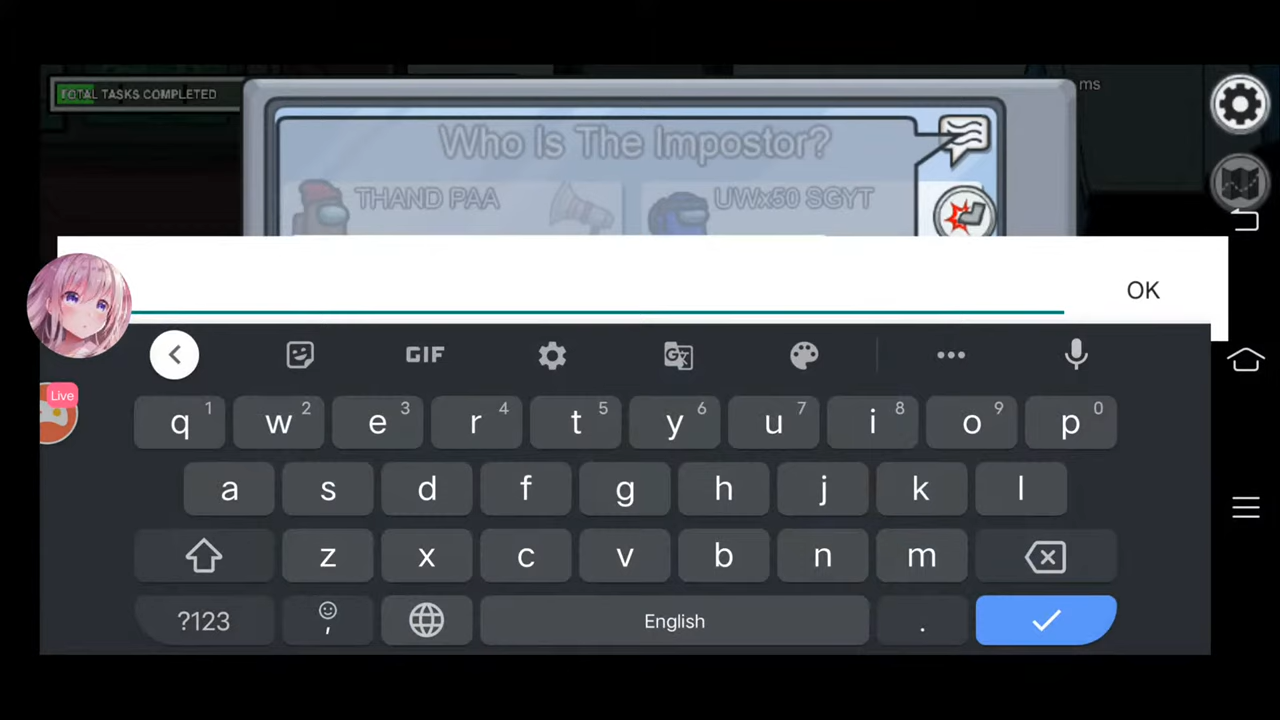 TOTAL TASKS COMPLETED
ms
Who Is The Impostor?
THAND PAA
UWx50 SGYT
OK
Live
GIF
q 1 w 2 e 3 r 4 t 5 y 6 u 7 i 8 o 9 p 0
a s d f g h j k l
z x c v b n m
?123 , English .